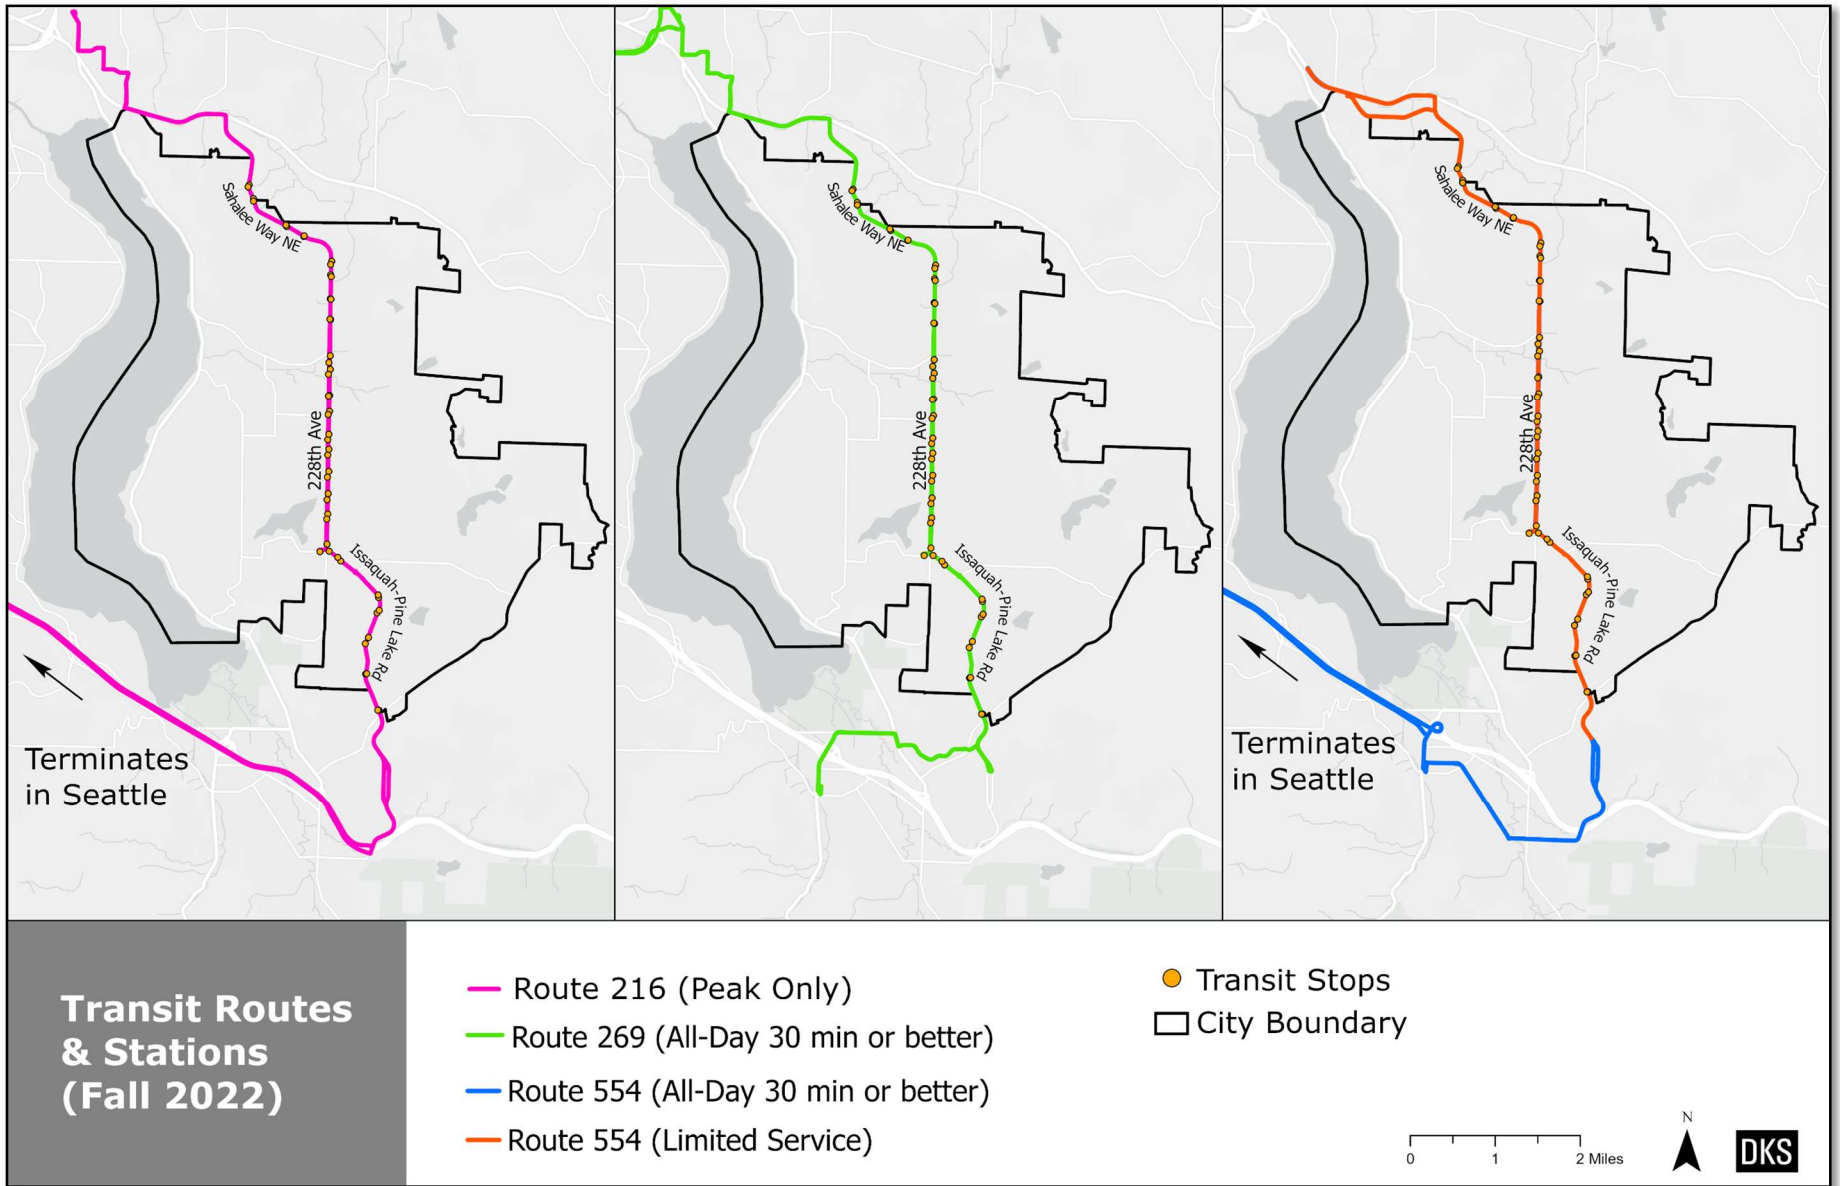 Sahalee Way NE
228th Ave
Issaquah-Pine Lake Rd
Terminates
in Seattle
Sahalee Way NE
228th Ave
Issaquah-Pine Lake Rd
Sahalee Way NE
228th Ave
Issaquah-Pine Lake Rd
Terminates
in Seattle
Transit Routes
& Stations
(Fall 2022)
Route 216 (Peak Only)
Route 269 (All-Day 30 min or better)
Route 554 (All-Day 30 min or better)
Route 554 (Limited Service)
Transit Stops
City Boundary
0 1 2 Miles
N
DKS